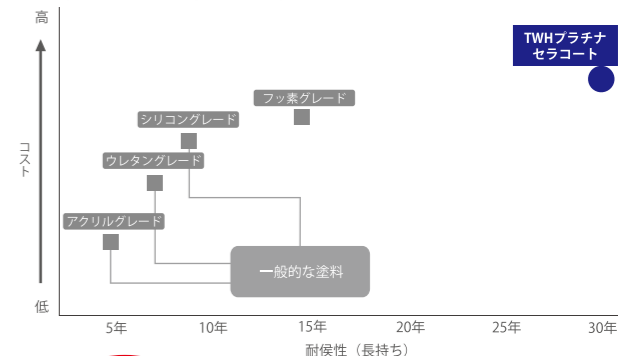 高
TWHプラチナ
セラコート
フッ素グレード
シリコングレード
コスト
ウレタングレード
アクリルグレード
一般的な塗料
低
5年
10年
15年
20年
25年
30年
耐侯性（長持ち）